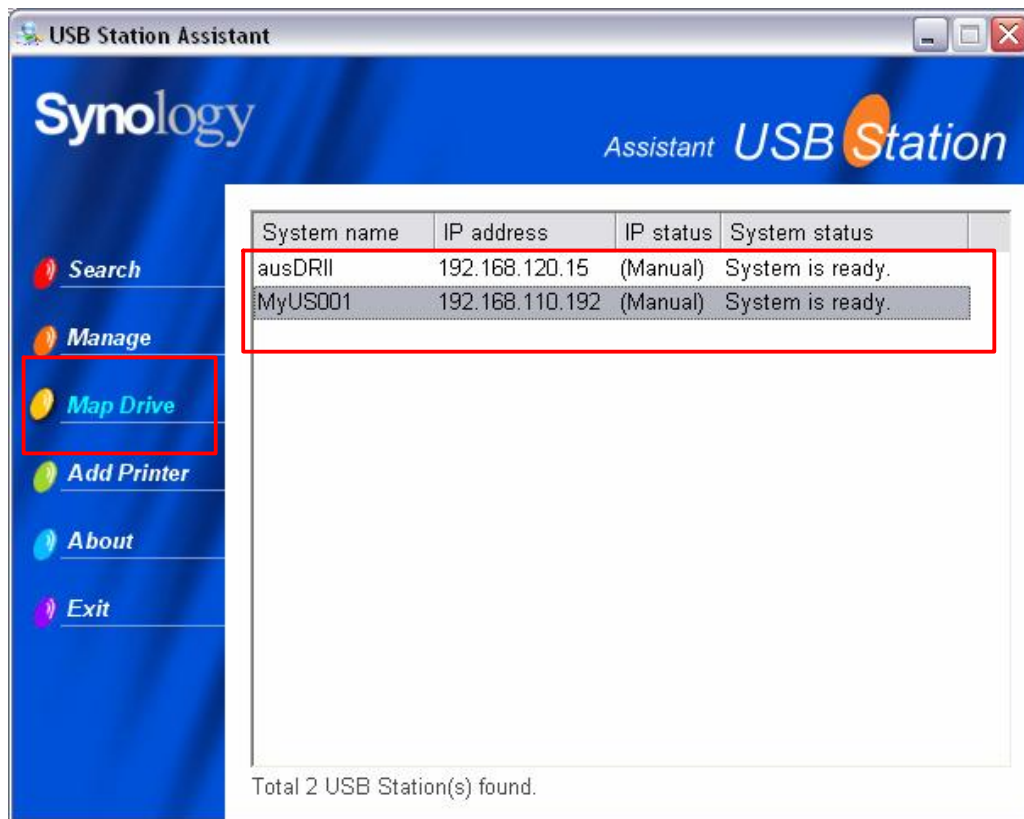 USB Station Assistant
Synology
Assistant USB Station
System name IP address IP status System status
ausDRII 192.168.120.15 (Manual) System is ready.
MyUS001 192.168.110.192 (Manual) System is ready.
Search
Manage
Map Drive
Add Printer
About
Exit
Total 2 USB Station(s) found.